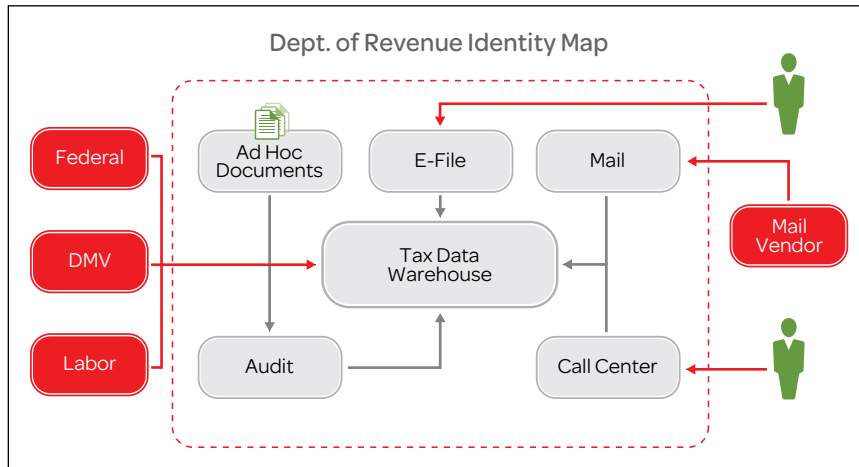 Dept. of Revenue Identity Map
Federal
Ad Hoc
Documents
E-File
Mail
DMV
Tax Data
Warehouse
Mail
Vendor
Labor
Audit
Call Center